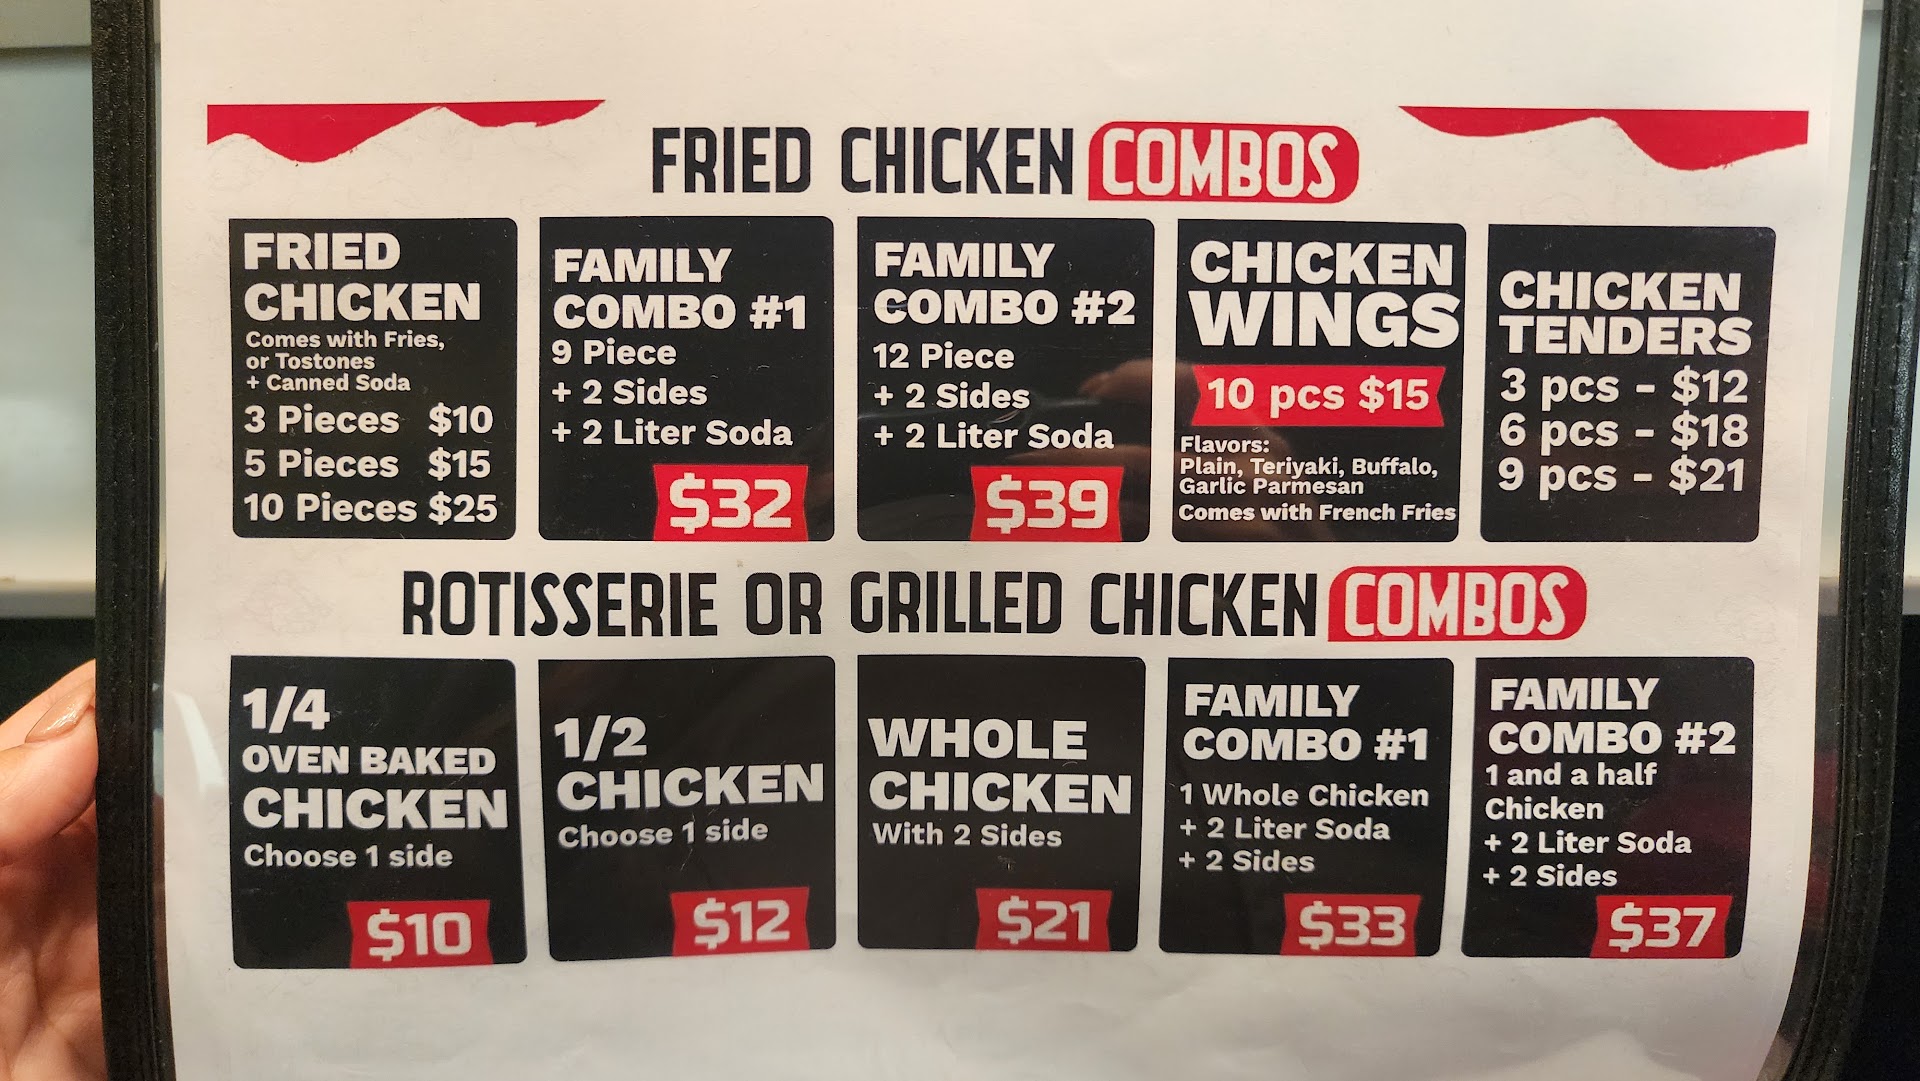 FRIED CHICKEN COMBOS
FRIED
CHICKEN
Comes with Fries,
or Tostones
+ Canned Soda
3 Pieces $10
5 Pieces $15
10 Pieces $25
FAMILY
COMBO #1
9 Piece
+ 2 Sides
+ 2 Liter Soda
$32
FAMILY
COMBO #2
12 Piece
+ 2 Sides
+ 2 Liter Soda
$39
CHICKEN
WINGS
10 pcs $15
Flavors:
Plain, Teriyaki, Buffalo,
Garlic Parmesan
Comes with French Fries
CHICKEN
TENDERS
3 pcs - $12
6 pcs - $18
9 pcs - $21
ROTISSERIE OR GRILLED CHICKEN COMBOS
1/4
OVEN BAKED
CHICKEN
Choose 1 side
$10
1/2
CHICKEN
Choose 1 side
$12
WHOLE
CHICKEN
With 2 Sides
$21
FAMILY
COMBO #1
1 Whole Chicken
+ 2 Liter Soda
+ 2 Sides
$33
FAMILY
COMBO #2
1 and a half
Chicken
+ 2 Liter Soda
+ 2 Sides
$37